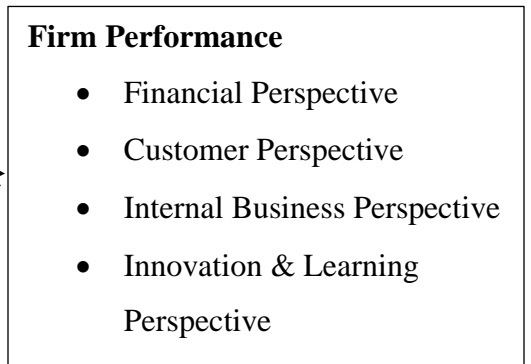 Firm Performance
• Financial Perspective
• Customer Perspective
• Internal Business Perspective
• Innovation & Learning
Perspective